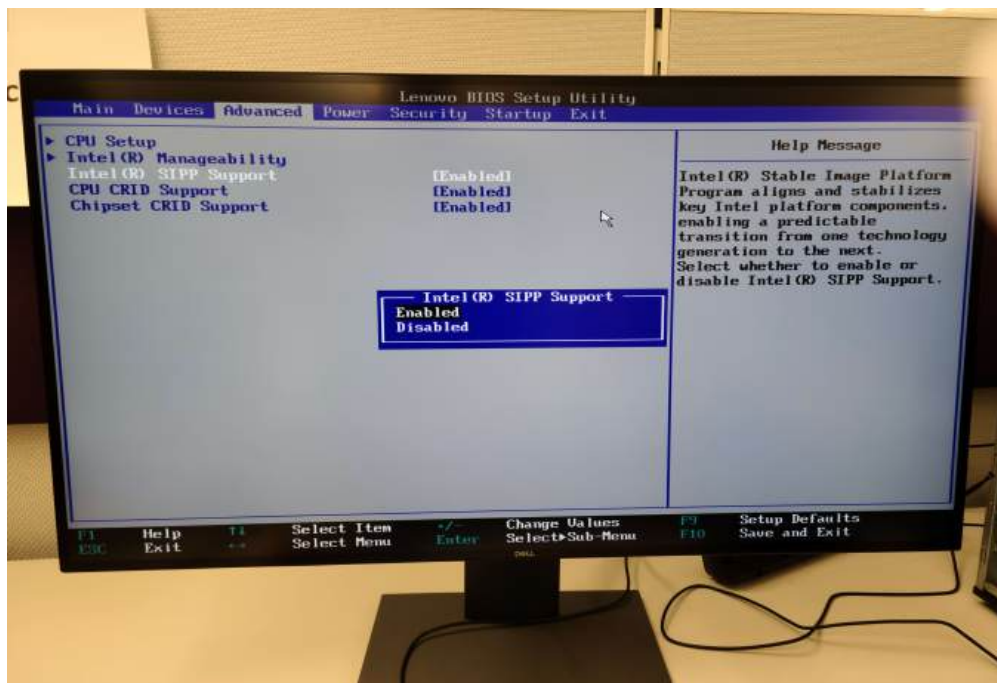 Lenovo BIOS Setup Utility
Main Devices Advanced Power Security Startup Exit
CPU Setup
Intel(R) Manageability
Intel(R) SIPP Support [Enabled]
CPU CRID Support [Enabled]
Chipset CRID Support [Enabled]
Help Message
Intel(R) Stable Image Platform
Program aligns and stabilizes
key Intel platform components.
enabling a predictable
transition from one technology
generation to the next.
Select whether to enable or
disable Intel(R) SIPP Support.
Intel(R) SIPP Support
Enabled
Disabled
F1 Help ↑↓ Select Item +/- Change Values F9 Setup Defaults
ESC Exit ←→ Select Menu Enter Select▶Sub-Menu F10 Save and Exit
DELL